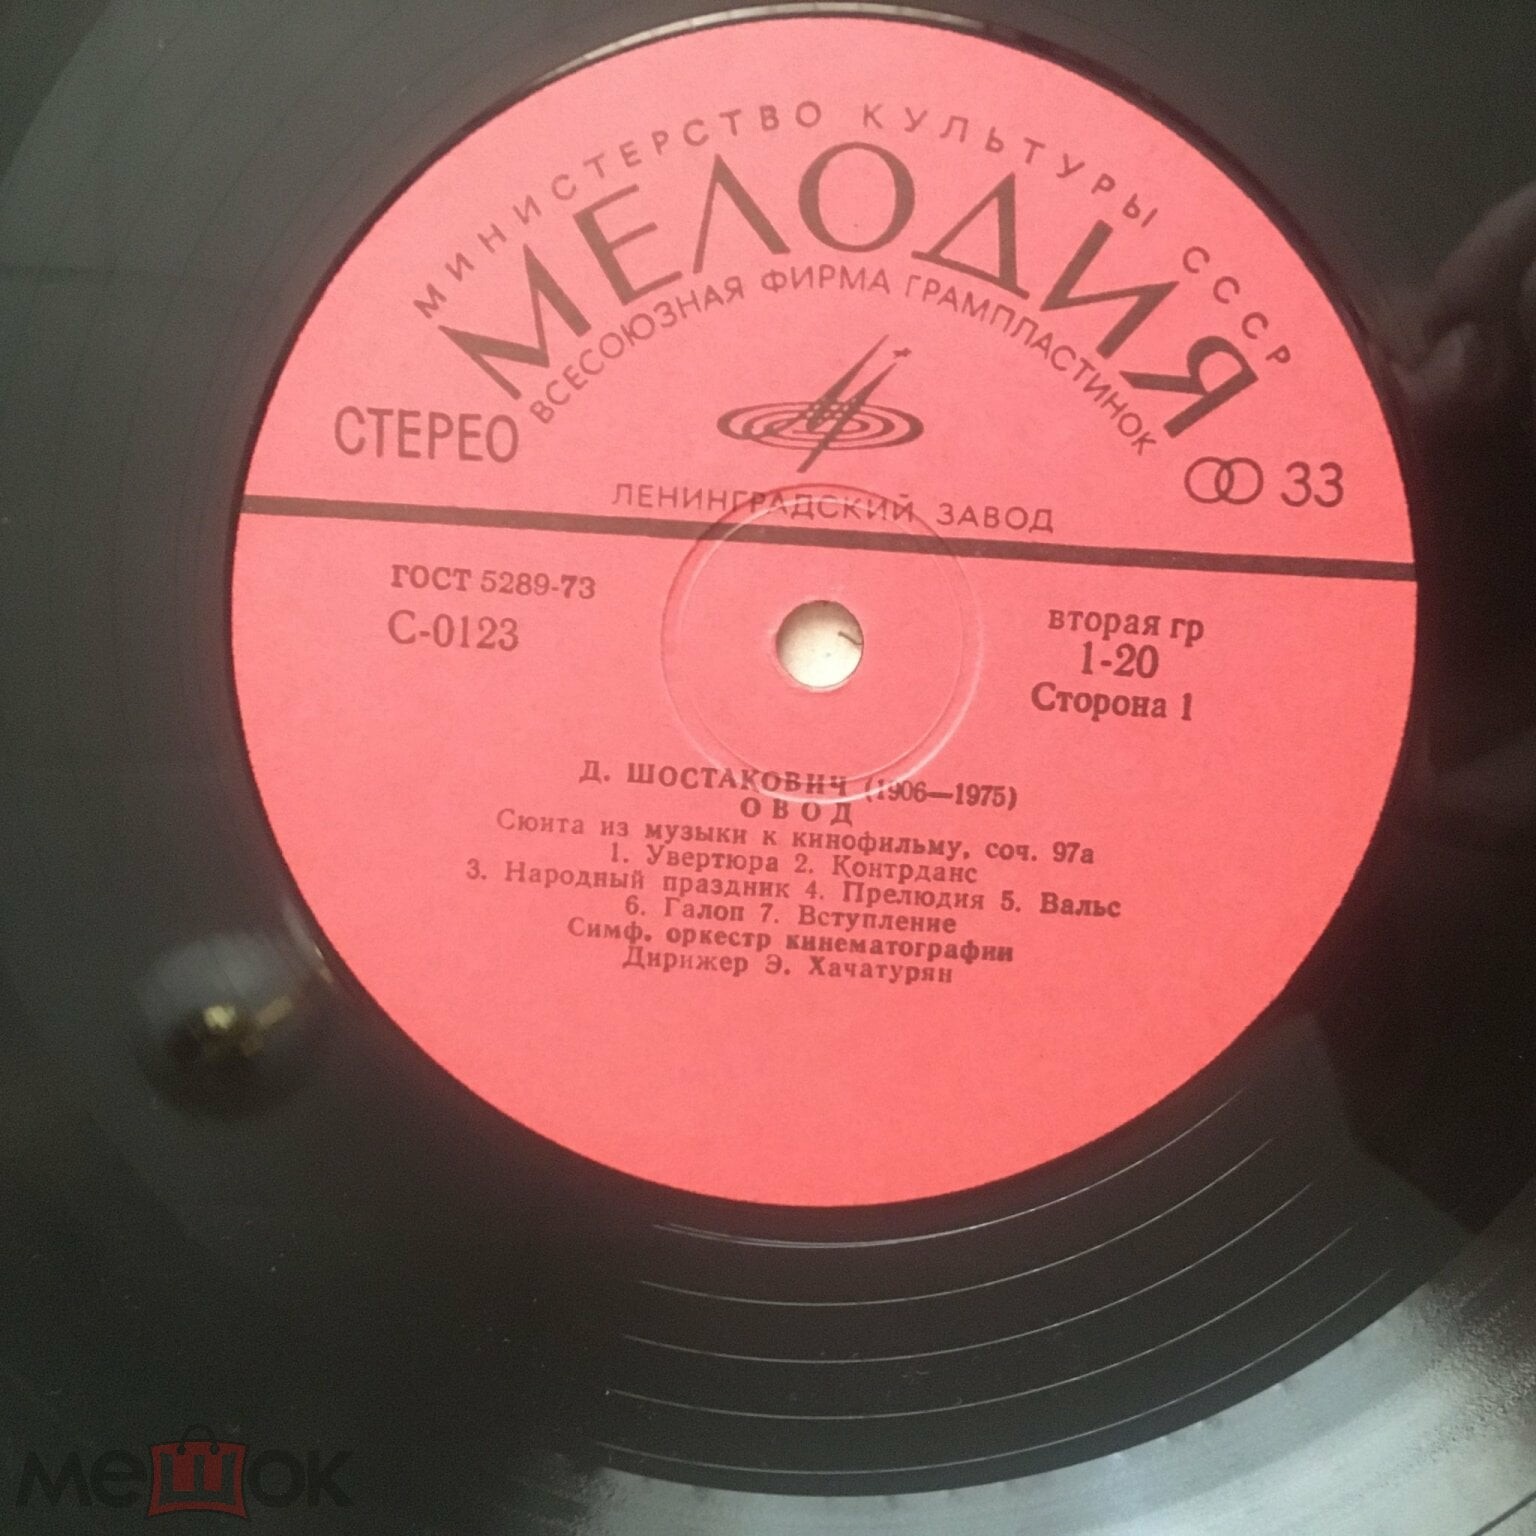 МИНИСТЕРСТВО КУЛЬТУРЫ СССР
МЕЛОДИЯ
ВСЕСОЮЗНАЯ ФИРМА ГРАМПЛАСТИНОК
СТЕРЕО
33
ЛЕНИНГРАДСКИЙ ЗАВОД
ГОСТ 5289-73
С-0123
вторая гр
1-20
Сторона 1
Д. ШОСТАКОВИЧ (1906—1975)
ОВОД
Сюита из музыки к кинофильму, соч. 97а
1. Увертюра 2. Контрданс
3. Народный праздник 4. Прелюдия 5. Вальс
6. Галоп 7. Вступление
Симф. оркестр кинематографии
Дирижер Э. Хачатурян
мешок